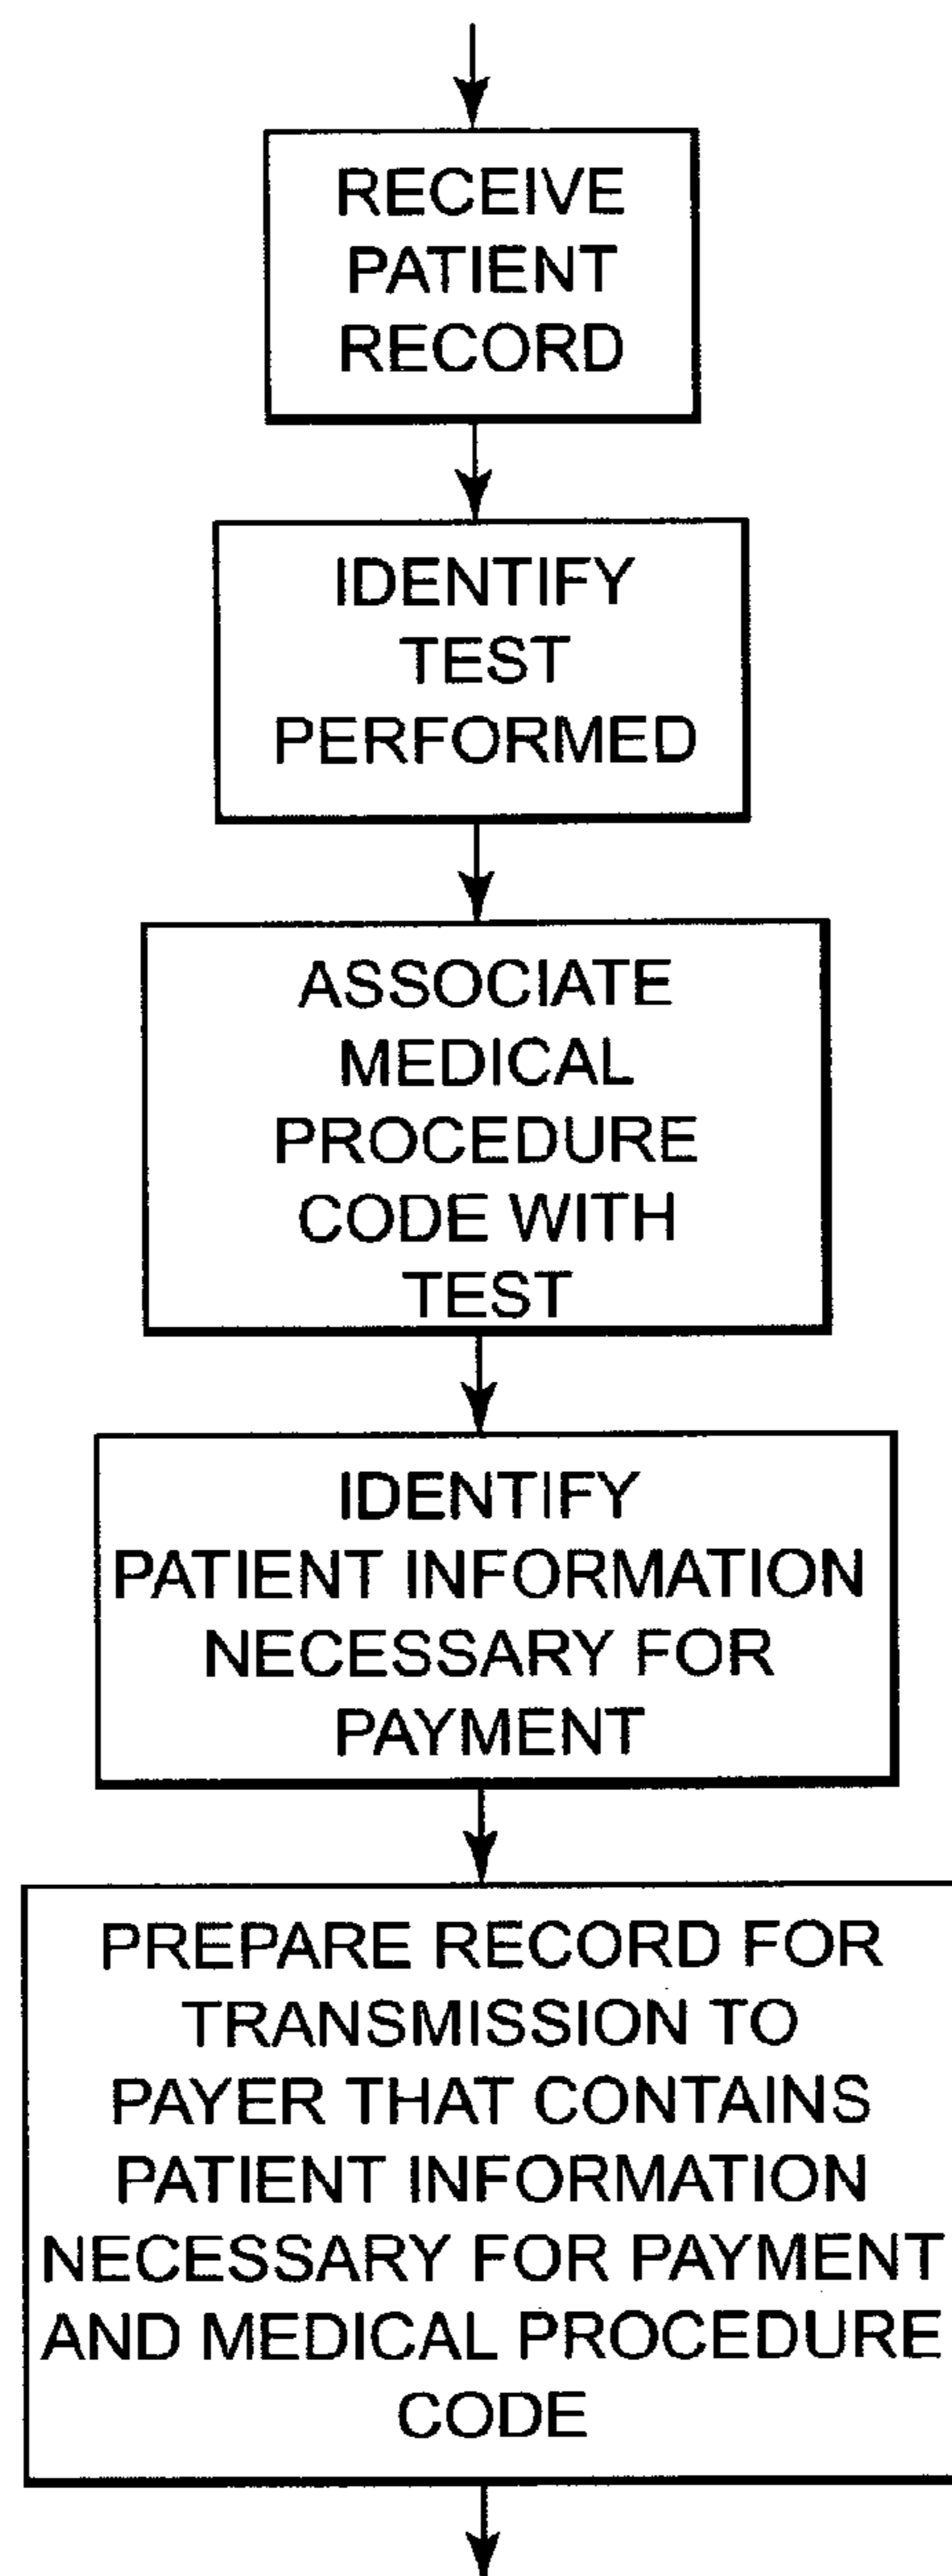 RECEIVE
PATIENT
RECORD
IDENTIFY
TEST
PERFORMED
ASSOCIATE
MEDICAL
PROCEDURE
CODE WITH
TEST
IDENTIFY
PATIENT INFORMATION
NECESSARY FOR
PAYMENT
PREPARE RECORD FOR
TRANSMISSION TO
PAYER THAT CONTAINS
PATIENT INFORMATION
NECESSARY FOR PAYMENT
AND MEDICAL PROCEDURE
CODE